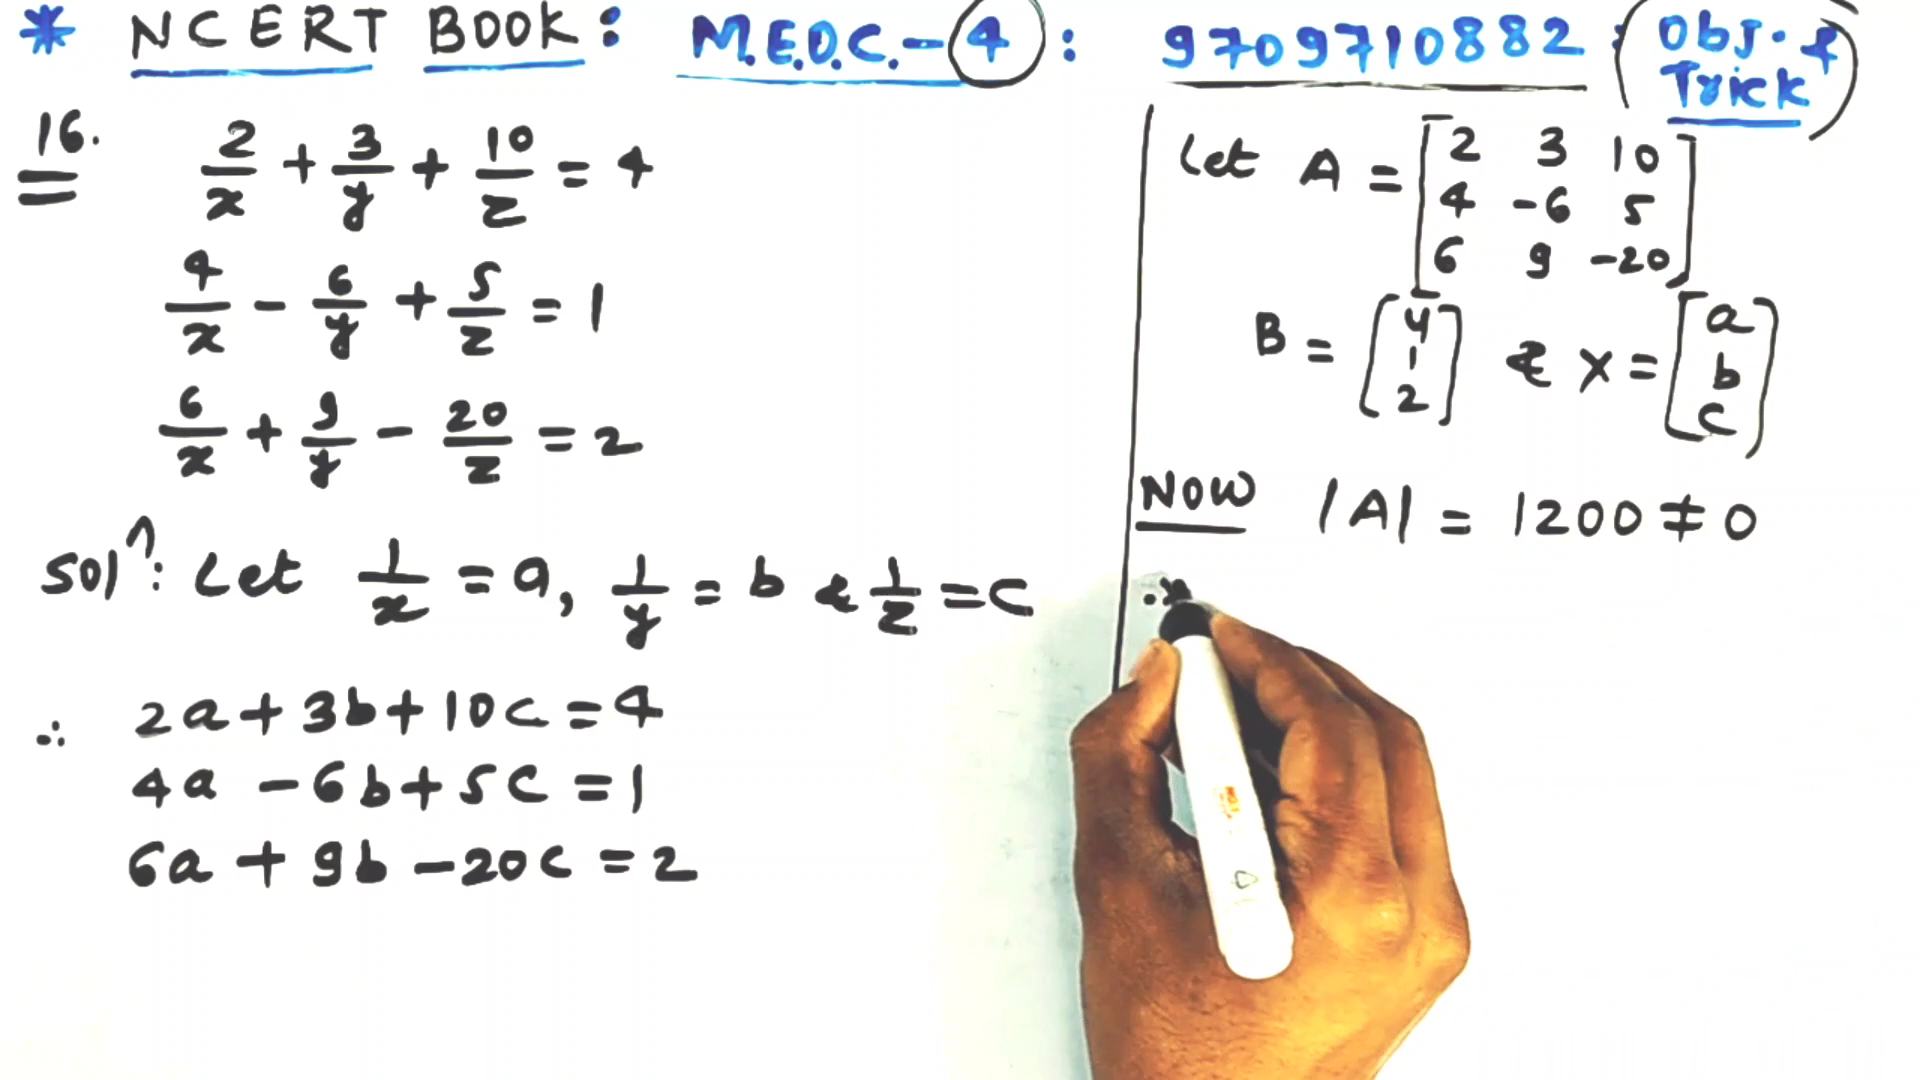 * NCERT BOOK: M.E.D.C.-4: 9709710882: Obj. &
Trick
16. 2/x + 3/y + 10/z = 4
4/x - 6/y + 5/z = 1
6/x + 9/y - 20/z = 2
Solⁿ: Let 1/x = a, 1/y = b & 1/z = c
∴ 2a + 3b + 10c = 4
4a - 6b + 5c = 1
6a + 9b - 20c = 2
Let A = [2 3 10
4 -6 5
6 9 -20]
B = [4 1 2] & X = [a b c]
NOW |A| = 1200 ≠ 0